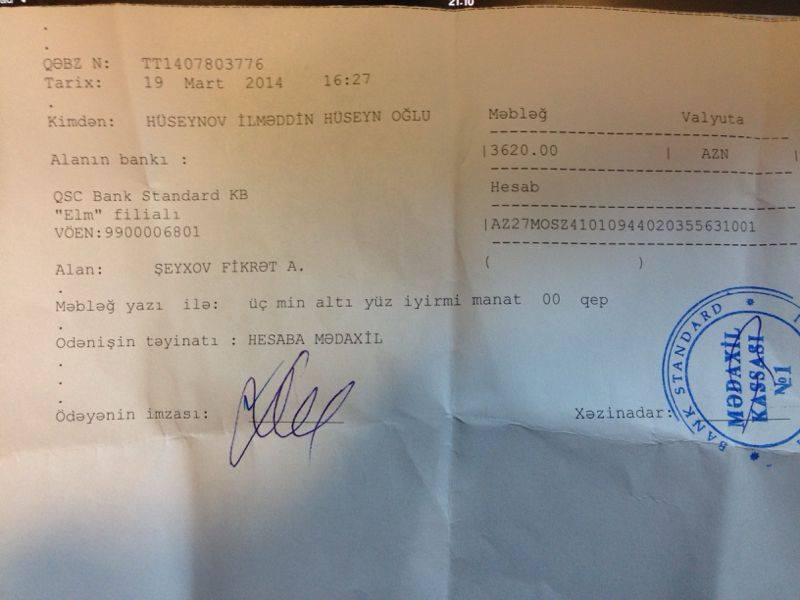 21:10
QƏBZ N: TT1407803776
Tarix: 19 Mart 2014 16:27
Kimdən: HÜSEYNOV İLMƏDDİN HÜSEYN OĞLU
Məbləğ Valyuta
|3620.00 | AZN |
Alanın bankı :
Hesab
QSC Bank Standard KB
"Elm" filialı
|AZ27MOSZ41010944020355631001
VÖEN:9900006801
Alan: ŞEYXOV FİKRƏT A.
( )
Məbləğ yazı ilə: üç min altı yüz iyirmi manat 00 qep
Odənişin təyinatı : HESABA MƏDAXİL
Ödəyənin imzası:
Xəzinadar:
BANK STANDARD
MƏDAXİL
KASSASI
№1